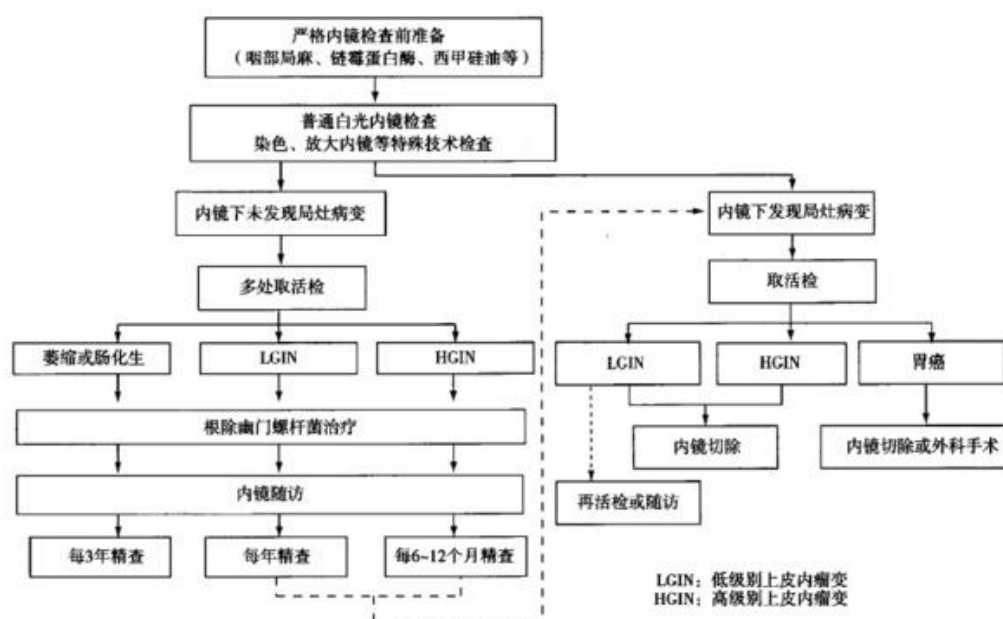 严格内镜检查前准备
（咽部局麻、链霉蛋白酶、西甲硅油等）
普通白光内镜检查
染色、放大内镜等特殊技术检查
内镜下未发现局灶病变
内镜下发现局灶病变
多处取活检
取活检
萎缩或肠化生
LGIN
HGIN
LGIN
HGIN
胃癌
根除幽门螺杆菌治疗
内镜切除
内镜切除或外科手术
内镜随访
再活检或随访
每3年精查
每年精查
每6~12个月精查
LGIN：低级别上皮内瘤变
HGIN：高级别上皮内瘤变